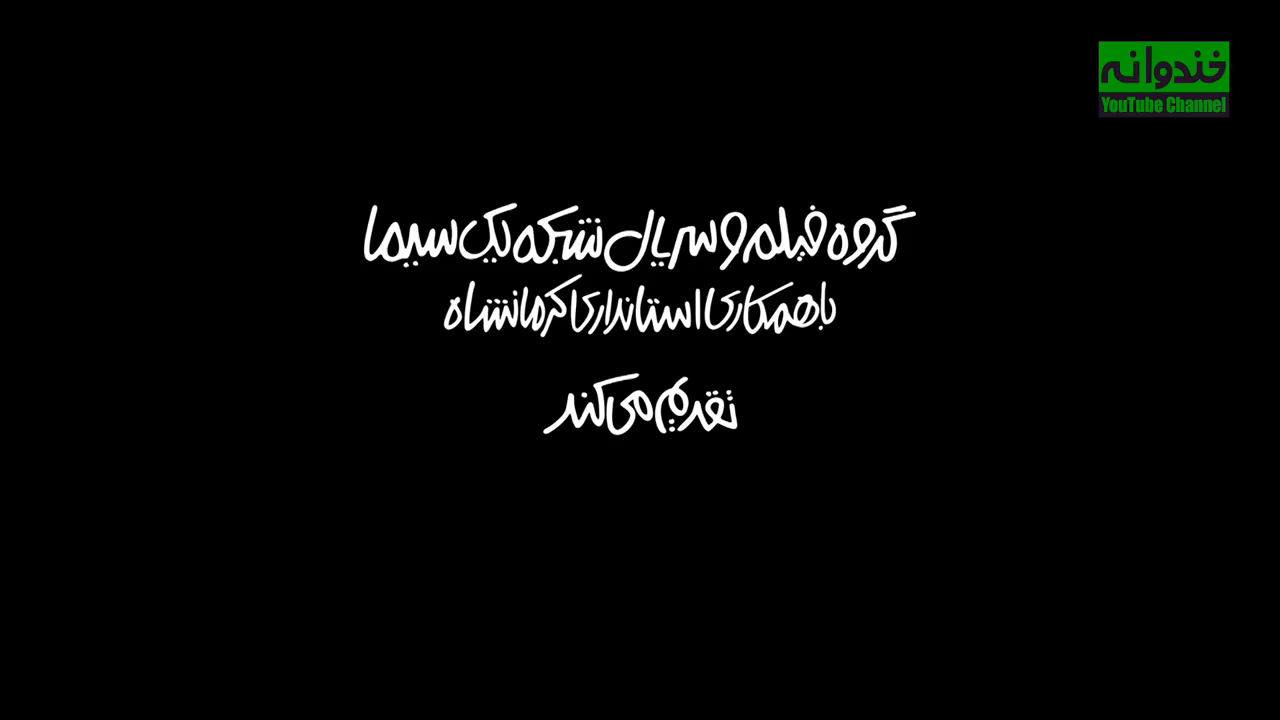 خندوانه
YouTube Channel
گروه فیلم و سریال شبکه یک سیما
با همکاری استانداری کرمانشاه
تقدیم می‌کند